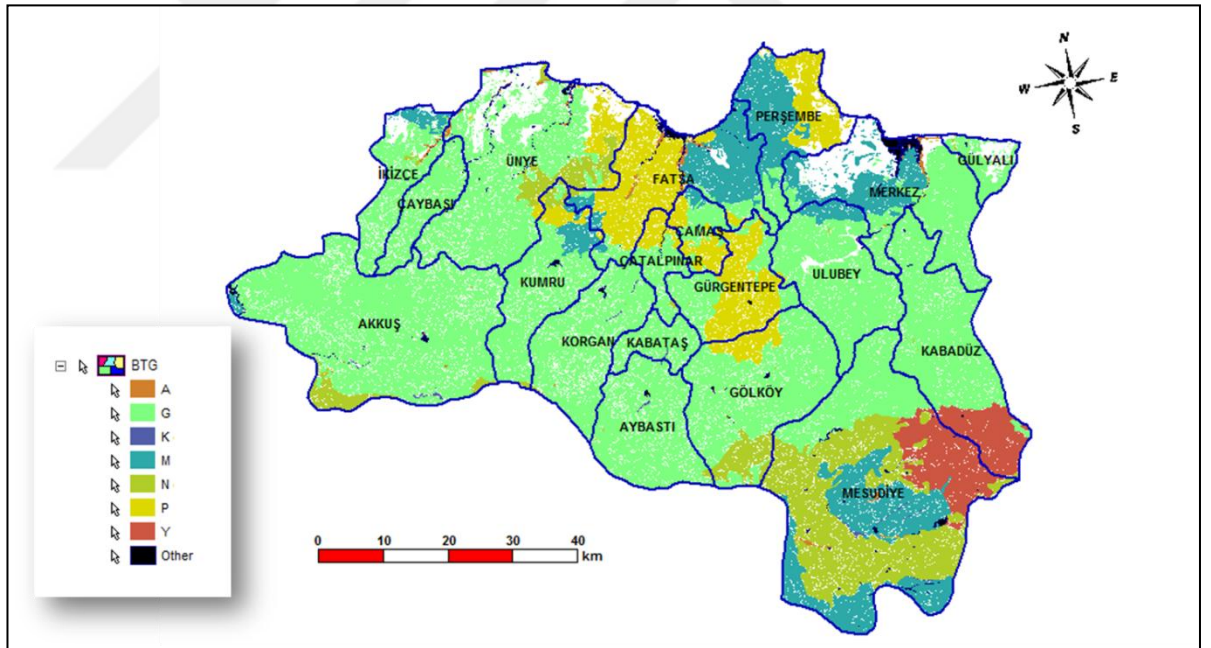 N
W E
S
PERŞEMBE
GÜLYALI
ÜNYE
İKİZÇE
FATSA
MERKEZ
ÇAYBAŞI
ÇAMAŞ
ÇATALPINAR
ULUBEY
KUMRU
GÜRGENTEPE
AKKUŞ
KORGAN
KABATAŞ
KABADÜZ
GÖLKÖY
AYBASTI
MESUDİYE
BTG
A
G
K
M
N
P
Y
Other
0 10 20 30 40
km